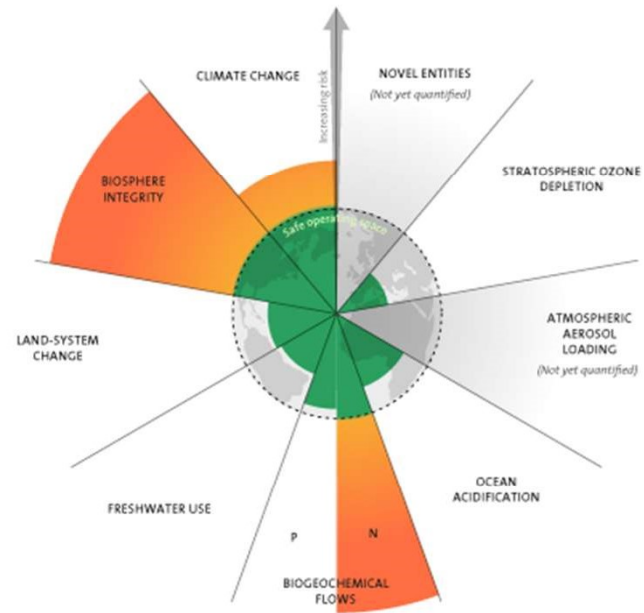 CLIMATE CHANGE
Increasing risk
NOVEL ENTITIES
(Not yet quantified)
STRATOSPHERIC OZONE
DEPLETION
BIOSPHERE
INTEGRITY
Safe operating space
LAND-SYSTEM
CHANGE
ATMOSPHERIC
AEROSOL
LOADING
(Not yet quantified)
OCEAN
ACIDIFICATION
FRESHWATER USE
P
N
BIOGEOCHEMICAL
FLOWS